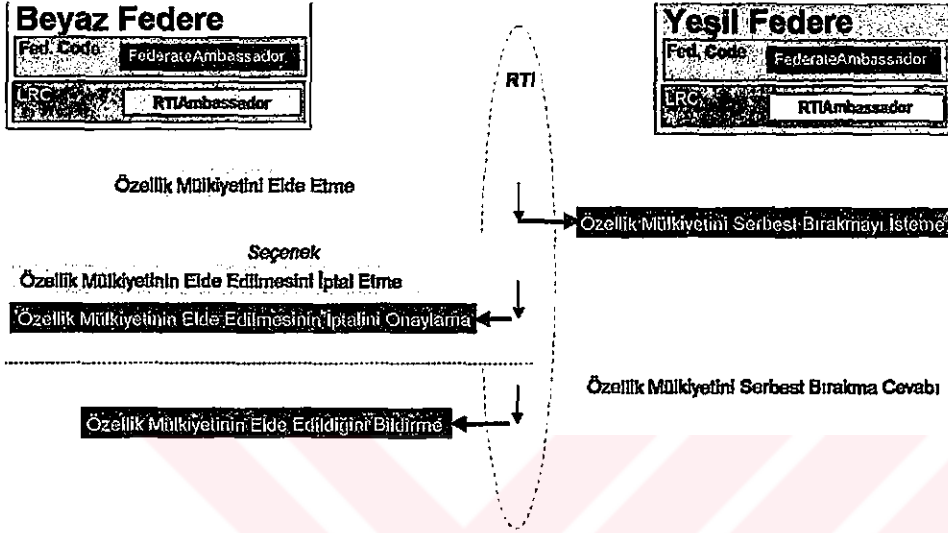 Beyaz Federe
Fed. Code
FederateAmbassador
LRC
RTIAmbassador
RTI
Yeşil Federe
Fed. Code
FederateAmbassador
LRC
RTIAmbassador
Özellik Mülkiyetini Elde Etme
Özellik Mülkiyetini Serbest Bırakmayı İsteme
Seçenek
Özellik Mülkiyetinin Elde Edilmesini İptal Etme
Özellik Mülkiyetinin Elde Edilmesinin İptalini Onaylama
Özellik Mülkiyetini Serbest Bırakma Cevabı
Özellik Mülkiyetinin Elde Edildiğini Bildirme